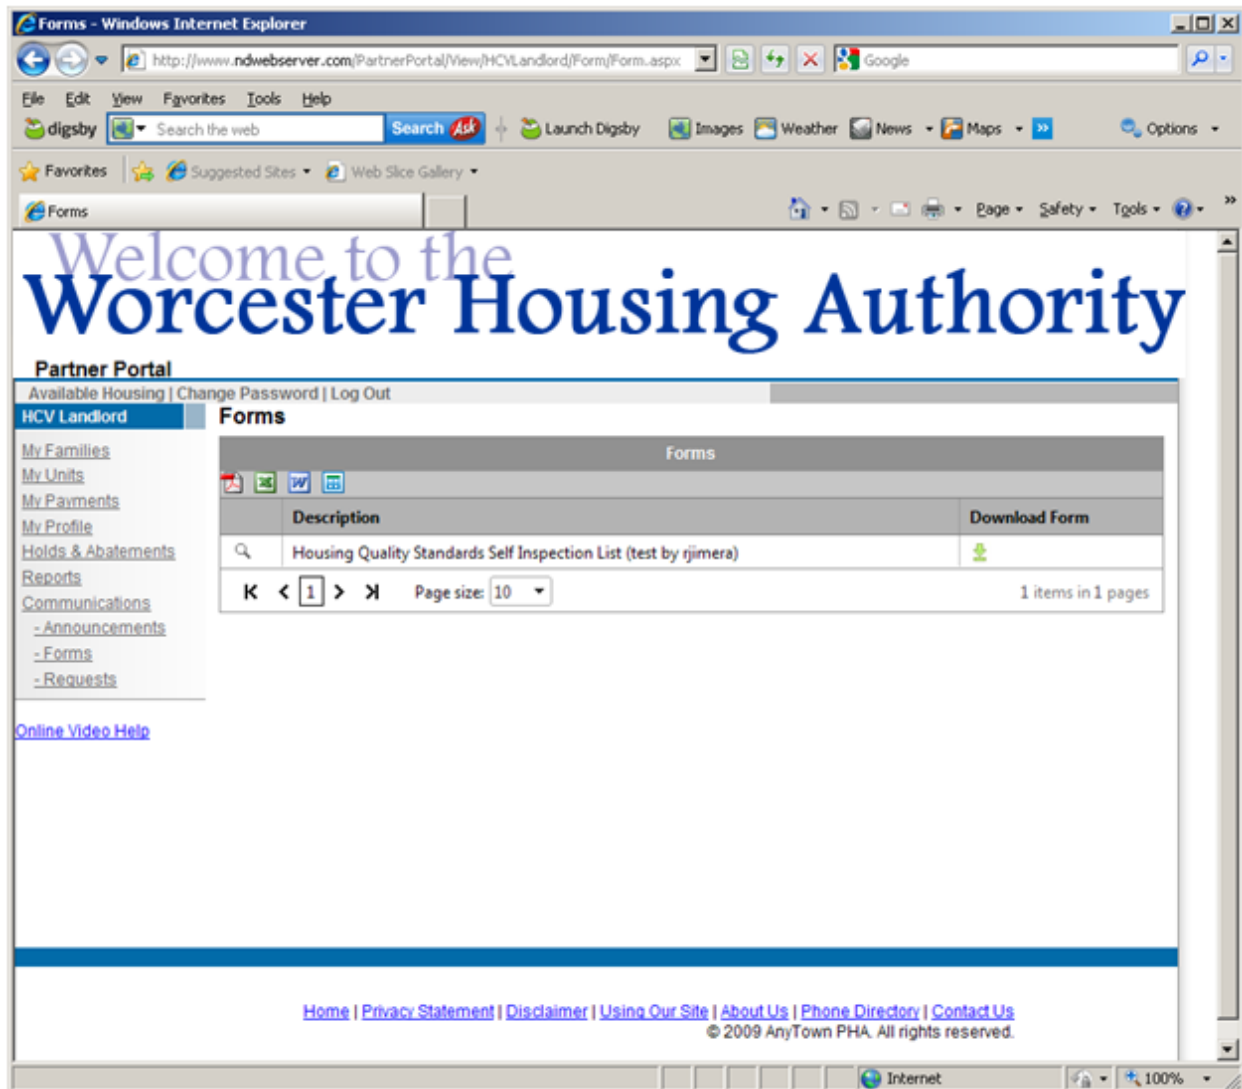 Forms - Windows Internet Explorer
http://www.ndwebserver.com/PartnerPortal/View/HCVLandlord/Form/Form.aspx Google
File Edit View Favorites Tools Help
digsby Search the web Search Ask Launch Digsby Images Weather News Maps Options
Favorites Suggested Sites Web Slice Gallery
Forms Page Safety Tools
Welcome to the
Worcester Housing Authority
Partner Portal
Available Housing | Change Password | Log Out
HCV Landlord
My Families
My Units
My Payments
My Profile
Holds & Abatements
Reports
Communications
- Announcements
- Forms
- Requests
Online Video Help
Forms
Forms
Description Download Form
Housing Quality Standards Self Inspection List (test by rjimera)
1 Page size: 10 1 items in 1 pages
Home | Privacy Statement | Disclaimer | Using Our Site | About Us | Phone Directory | Contact Us
© 2009 AnyTown PHA. All rights reserved.
Internet 100%